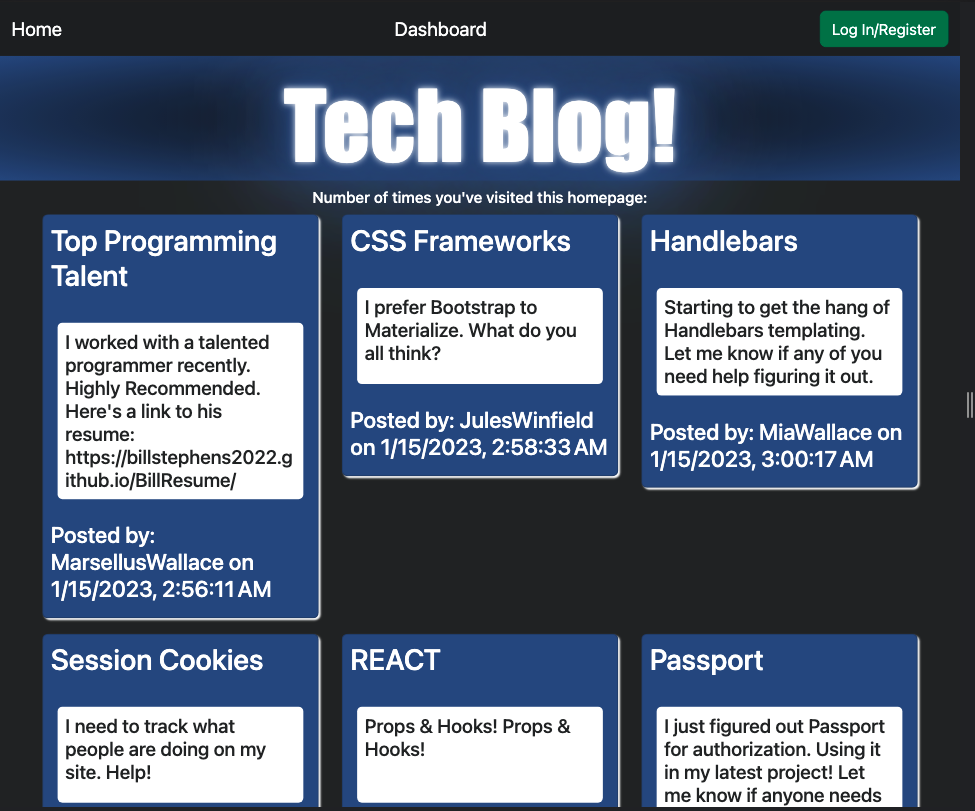 Home
Dashboard
Log In/Register
Tech Blog!
Number of times you've visited this homepage:
Top Programming
Talent
I worked with a talented
programmer recently.
Highly Recommended.
Here's a link to his
resume:
https://billstephens2022.g
ithub.io/BillResume/
Posted by:
MarsellusWallace on
1/15/2023, 2:56:11 AM
CSS Frameworks
I prefer Bootstrap to
Materialize. What do you
all think?
Posted by: JulesWinfield
on 1/15/2023, 2:58:33 AM
Handlebars
Starting to get the hang of
Handlebars templating.
Let me know if any of you
need help figuring it out.
Posted by: MiaWallace on
1/15/2023, 3:00:17 AM
Session Cookies
I need to track what
people are doing on my
site. Help!
REACT
Props & Hooks! Props &
Hooks!
Passport
I just figured out Passport
for authorization. Using it
in my latest project! Let
me know if anyone needs